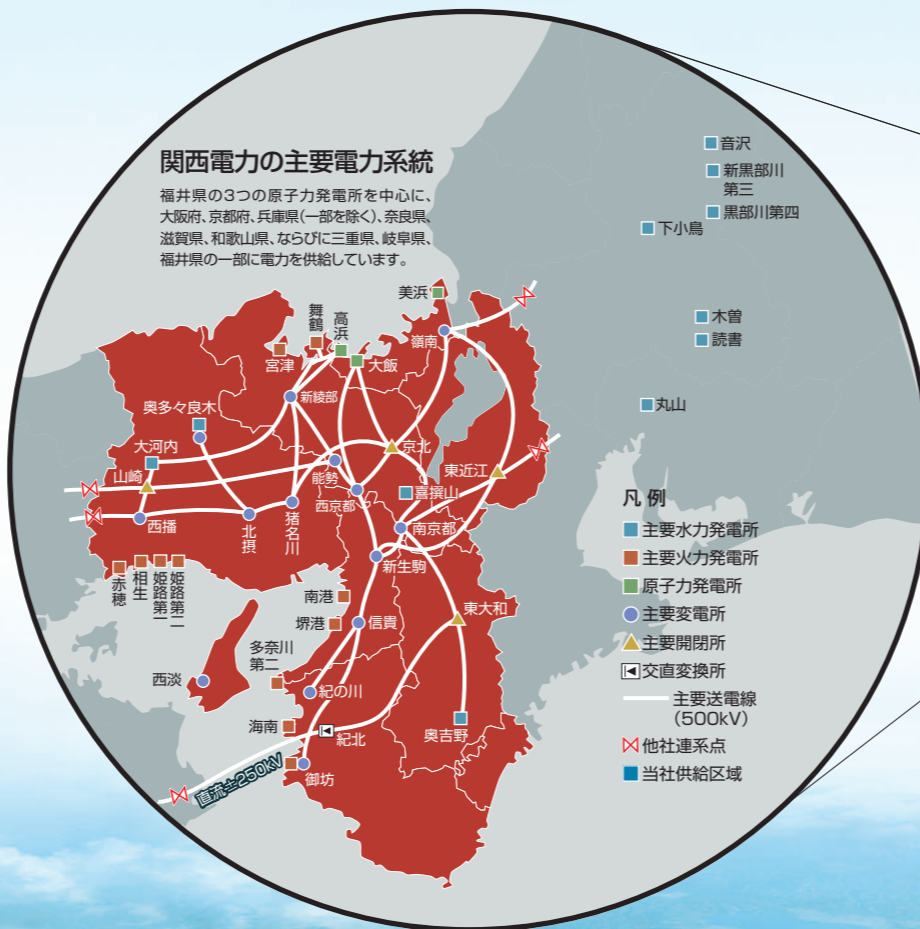 関西電力の主要電力系統
福井県の3つの原子力発電所を中心に、
大阪府、京都府、兵庫県(一部を除く)、奈良県、
滋賀県、和歌山県、ならびに三重県、岐阜県、
福井県の一部に電力を供給しています。
音沢
新黒部川
第三
黒部川第四
下小鳥
木曽
読書
丸山
美浜
舞鶴
高浜
宮津
大飯
嶺南
新綾部
奥多々良木
大河内
山崎
能勢
京北
東近江
西京都
喜撰山
西播
北摂
猪名川
南京都
新生駒
赤穂
相生
姫路第一
姫路第二
南港
堺港
信貴
東大和
多奈川
第二
西淡
紀の川
海南
紀北
奥吉野
御坊
直流±250kV
凡例
主要水力発電所
主要火力発電所
原子力発電所
主要変電所
主要開閉所
交直変換所
主要送電線
(500kV)
他社連系点
当社供給区域